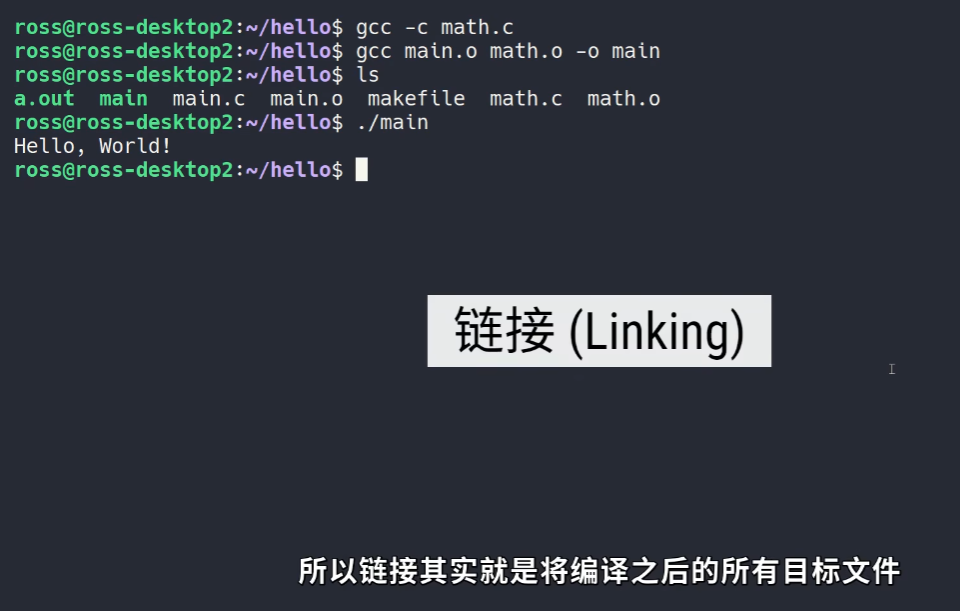 ross@ross-desktop2:~/hello$ gcc -c math.c
ross@ross-desktop2:~/hello$ gcc main.o math.o -o main
ross@ross-desktop2:~/hello$ ls
a.out  main  main.c  main.o  makefile  math.c  math.o
ross@ross-desktop2:~/hello$ ./main
Hello, World!
ross@ross-desktop2:~/hello$
链接 (Linking)
所以链接其实就是将编译之后的所有目标文件